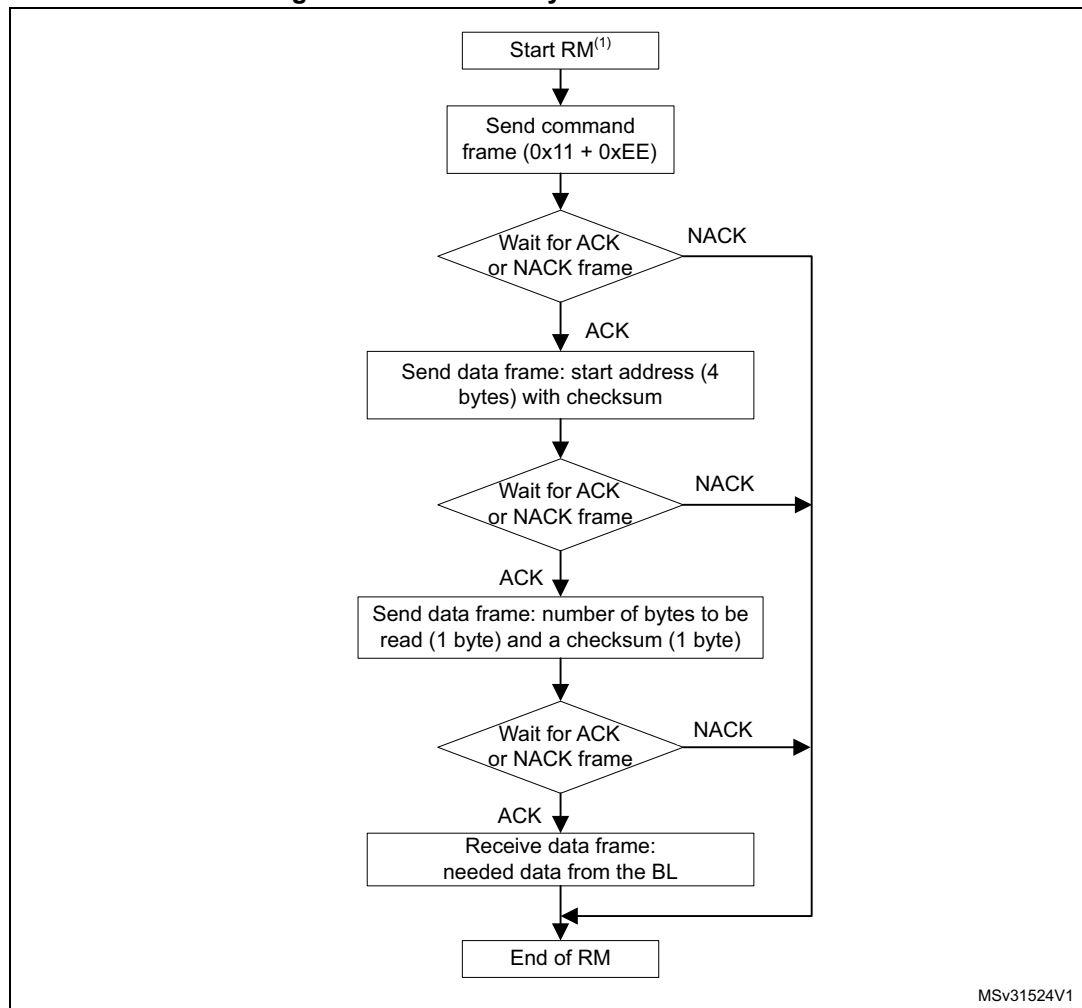 Start RM(1)
Send command
frame (0x11 + 0xEE)
Wait for ACK
or NACK frame
NACK
ACK
Send data frame: start address (4
bytes) with checksum
Wait for ACK
or NACK frame
NACK
ACK
Send data frame: number of bytes to be
read (1 byte) and a checksum (1 byte)
Wait for ACK
or NACK frame
NACK
ACK
Receive data frame:
needed data from the BL
End of RM
MSv31524V1